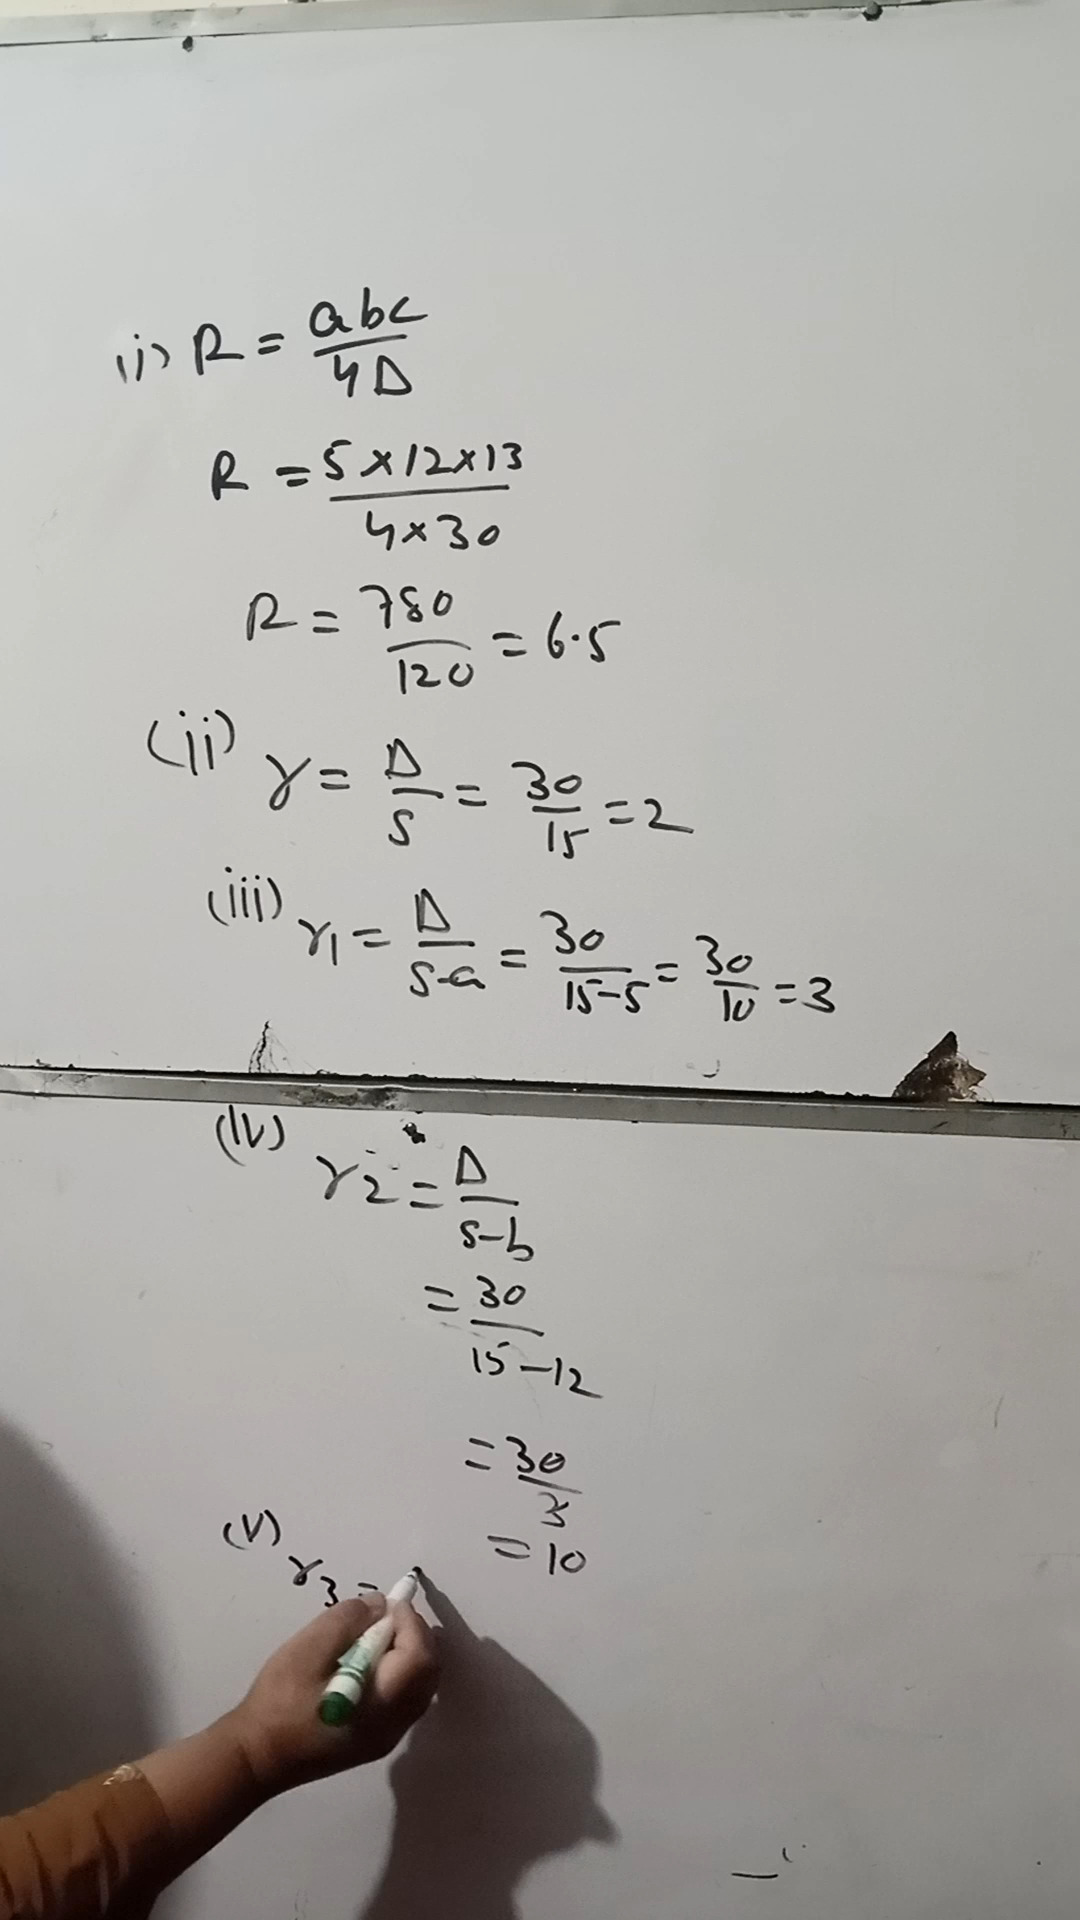 (i) R = abc/4Δ
R = 5×12×13/4×30
R = 780/120 = 6.5
(ii) r = Δ/s = 30/15 = 2
(iii) r1 = Δ/s-a = 30/15-5 = 30/10 = 3
(iv) r2 = Δ/s-b
= 30/15-12
= 30/3
= 10
(v) r3 =